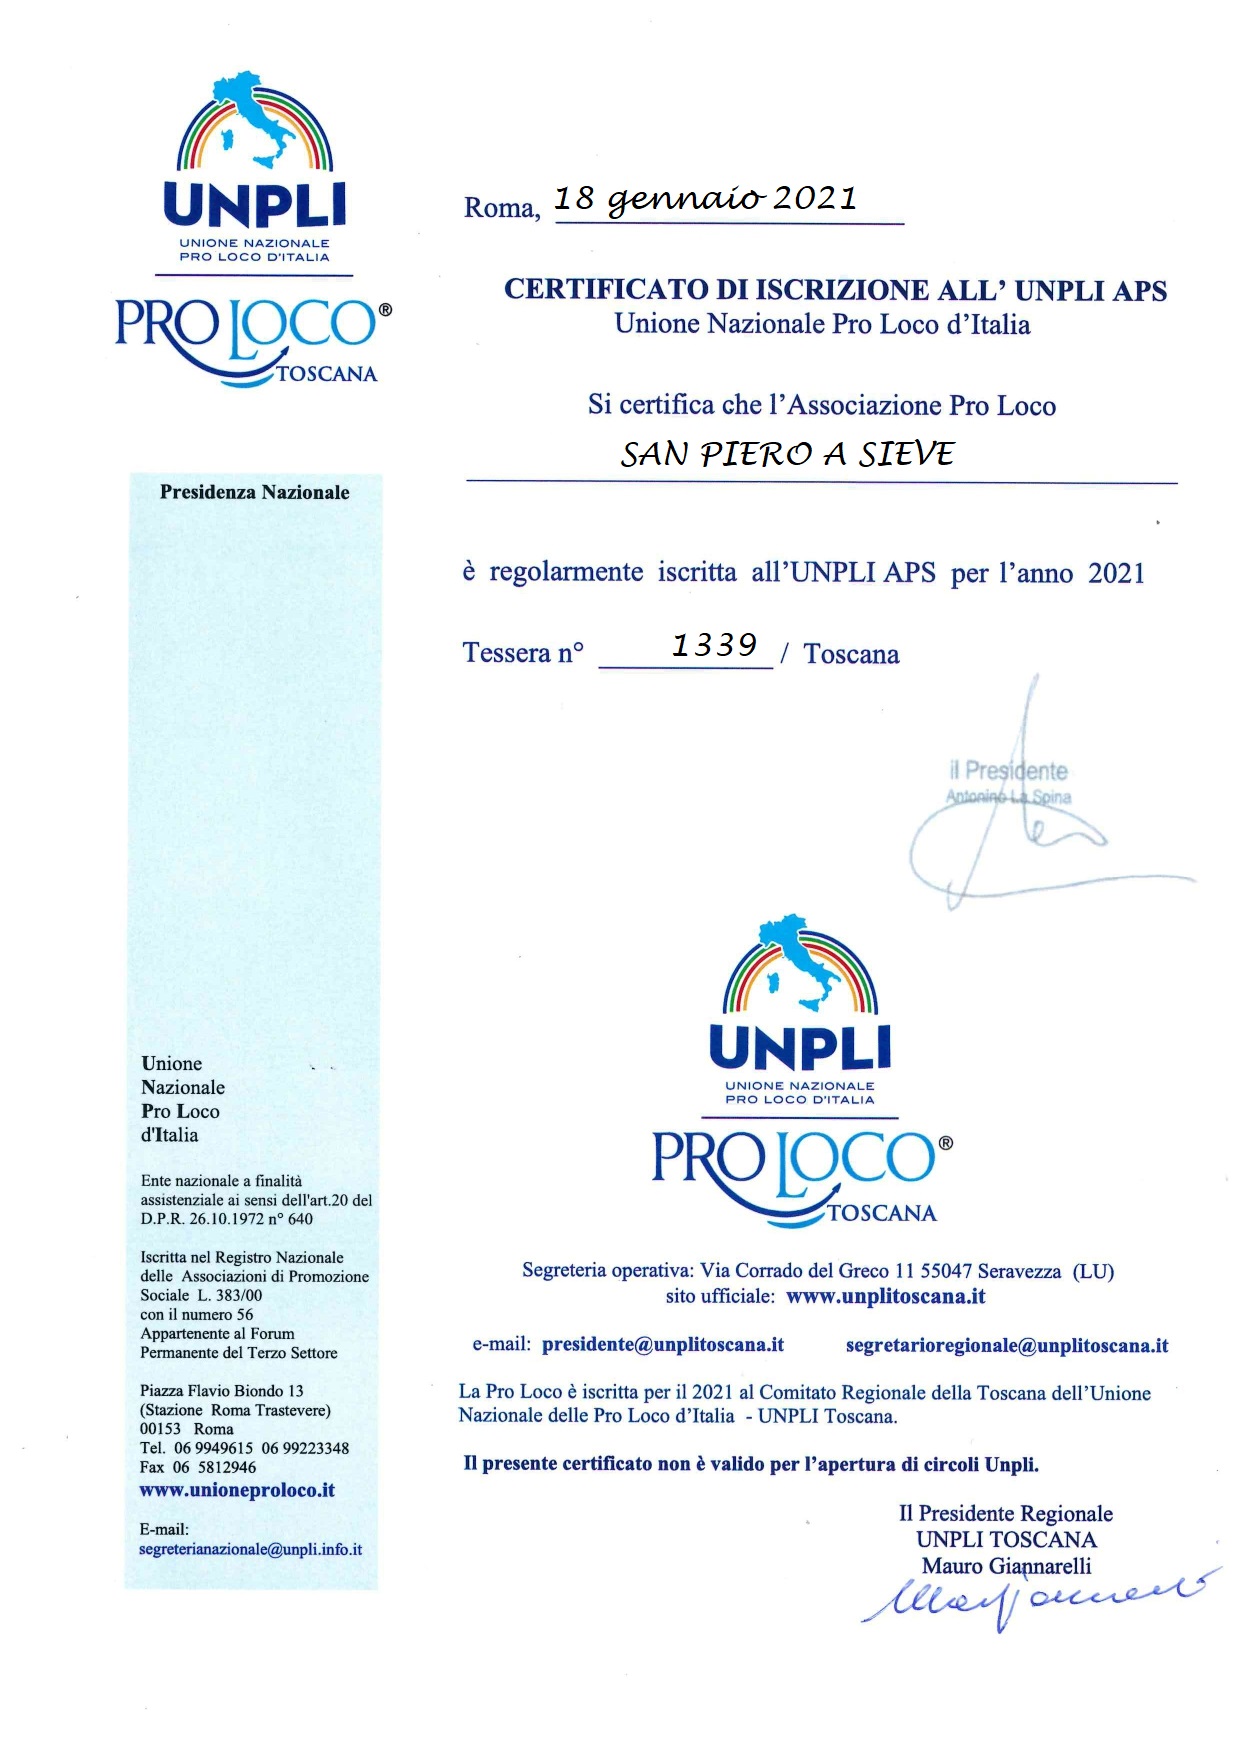 UNPLI
UNIONE NAZIONALE
PRO LOCO D'ITALIA
PRO LOCO®
TOSCANA
Roma, 18 gennaio 2021
CERTIFICATO DI ISCRIZIONE ALL’ UNPLI APS
Unione Nazionale Pro Loco d’Italia
Si certifica che l’Associazione Pro Loco
SAN PIERO A SIEVE
è regolarmente iscritta all’UNPLI APS per l’anno 2021
Tessera n° 1339 / Toscana
il Presidente
Antonino La Spina
Presidenza Nazionale
Unione
Nazionale
Pro Loco
d'Italia
Ente nazionale a finalità
assistenziale ai sensi dell'art.20 del
D.P.R. 26.10.1972 n° 640
Iscritta nel Registro Nazionale
delle Associazioni di Promozione
Sociale L. 383/00
con il numero 56
Appartenente al Forum
Permanente del Terzo Settore
Piazza Flavio Biondo 13
(Stazione Roma Trastevere)
00153 Roma
Tel. 06 9949615 06 99223348
Fax 06 5812946
www.unioneproloco.it
E-mail:
segreterianazionale@unpli.info.it
UNPLI
UNIONE NAZIONALE
PRO LOCO D'ITALIA
PRO LOCO®
TOSCANA
Segreteria operativa: Via Corrado del Greco 11 55047 Seravezza (LU)
sito ufficiale: www.unplitoscana.it
e-mail: presidente@unplitoscana.it segretarioregionale@unplitoscana.it
La Pro Loco è iscritta per il 2021 al Comitato Regionale della Toscana dell’Unione
Nazionale delle Pro Loco d’Italia - UNPLI Toscana.
Il presente certificato non è valido per l’apertura di circoli Unpli.
Il Presidente Regionale
UNPLI TOSCANA
Mauro Giannarelli